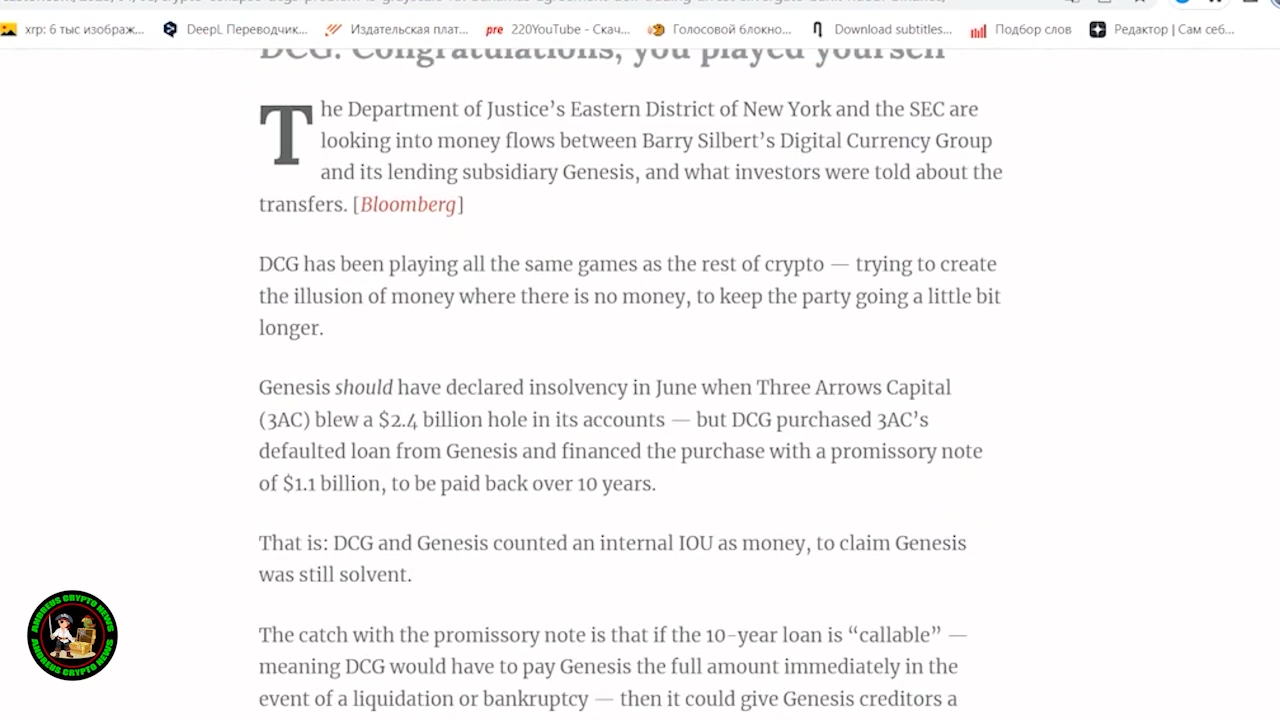 xrp: 6 тыс изображ...
DeepL Переводчик...
Издательская плат...
pre 220YouTube - Скач...
Голосовой блокно...
Download subtitles...
Подбор слов
Редактор | Сам себ...
DCG: Congratulations, you played yourself
The Department of Justice’s Eastern District of New York and the SEC are
looking into money flows between Barry Silbert’s Digital Currency Group
and its lending subsidiary Genesis, and what investors were told about the
transfers. [Bloomberg]
DCG has been playing all the same games as the rest of crypto — trying to create
the illusion of money where there is no money, to keep the party going a little bit
longer.
Genesis should have declared insolvency in June when Three Arrows Capital
(3AC) blew a $2.4 billion hole in its accounts — but DCG purchased 3AC’s
defaulted loan from Genesis and financed the purchase with a promissory note
of $1.1 billion, to be paid back over 10 years.
That is: DCG and Genesis counted an internal IOU as money, to claim Genesis
was still solvent.
The catch with the promissory note is that if the 10-year loan is “callable” —
meaning DCG would have to pay Genesis the full amount immediately in the
event of a liquidation or bankruptcy — then it could give Genesis creditors a
ANDREUS CRYPTO NEWS
ANDREUS CRYPTO NEWS